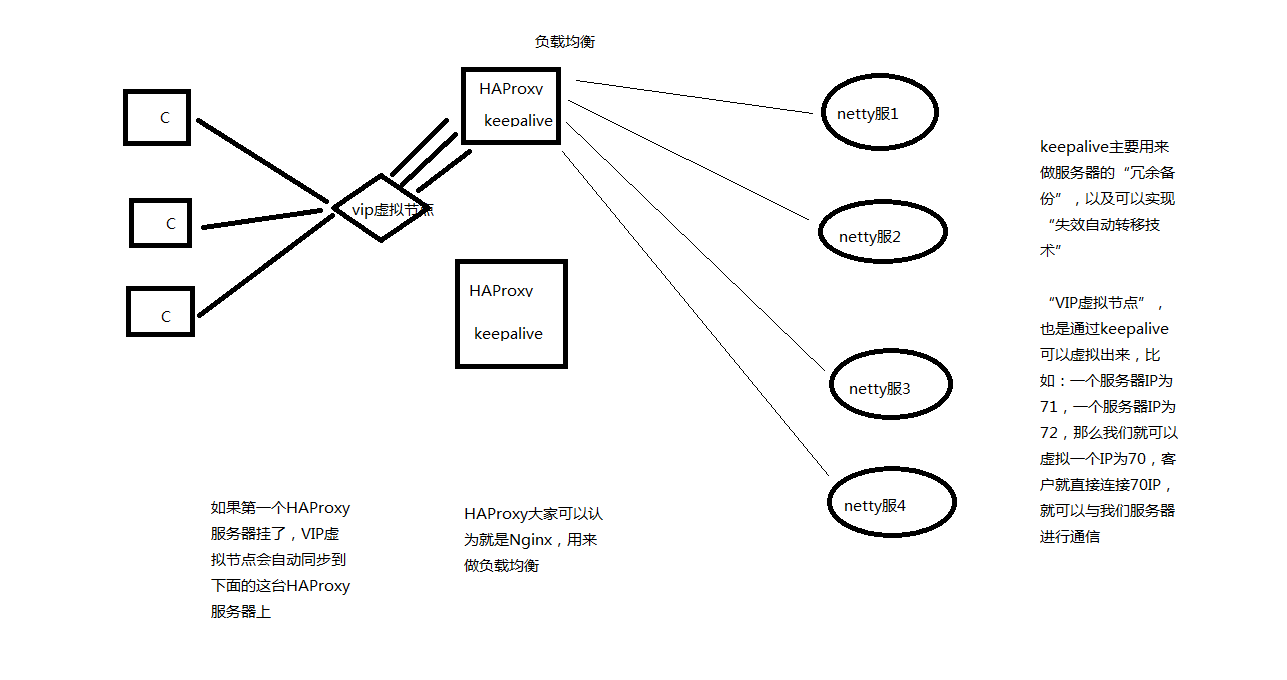 负载均衡
C
C
C
vip虚拟节点
HAProxy
keepalive
HAProxy
keepalive
netty服1
netty服2
netty服3
netty服4
keepalive主要用来
做服务器的“冗余备
份”，以及可以实现
“失效自动转移技
术”
“VIP虚拟节点”，
也是通过keepalive
可以虚拟出来，比
如：一个服务器IP为
71，一个服务器IP为
72，那么我们就可以
虚拟一个IP为70，客
户就直接连接70IP，
就可以与我们服务器
进行通信
如果第一个HAProxy
服务器挂了，VIP虚
拟节点会自动同步到
下面的这台HAProxy
服务器上
HAProxy大家可以认
为就是Nginx，用来
做负载均衡